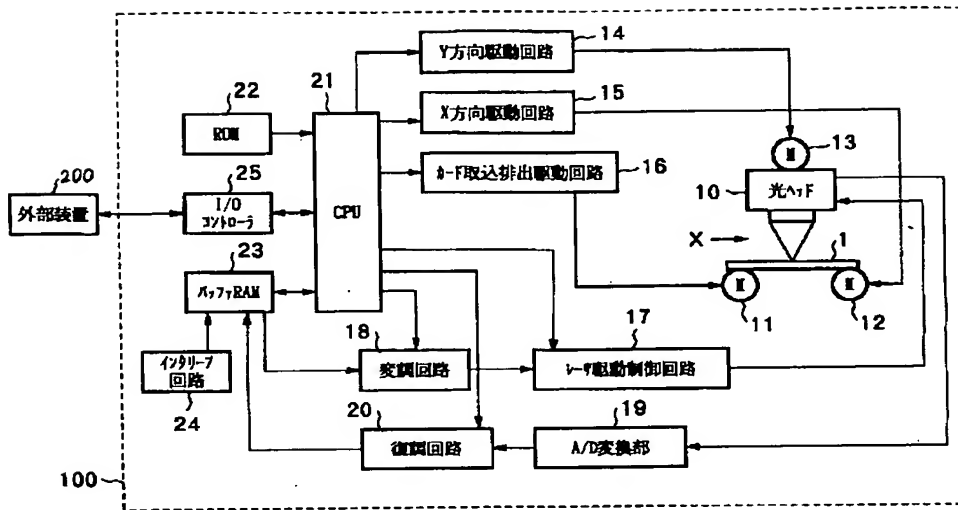 14
Y方向駆動回路
21
15
22
X方向駆動回路
ROM
13
M
200
25
カード取込排出駆動回路
16
10
光ヘッド
外部装置
I/O
コントローラ
CPU
X
1
23
M
M
バッファRAM
11
12
18
17
インタリーブ
回路
変調回路
レーザ駆動制御回路
24
20
19
復調回路
A/D変換部
100